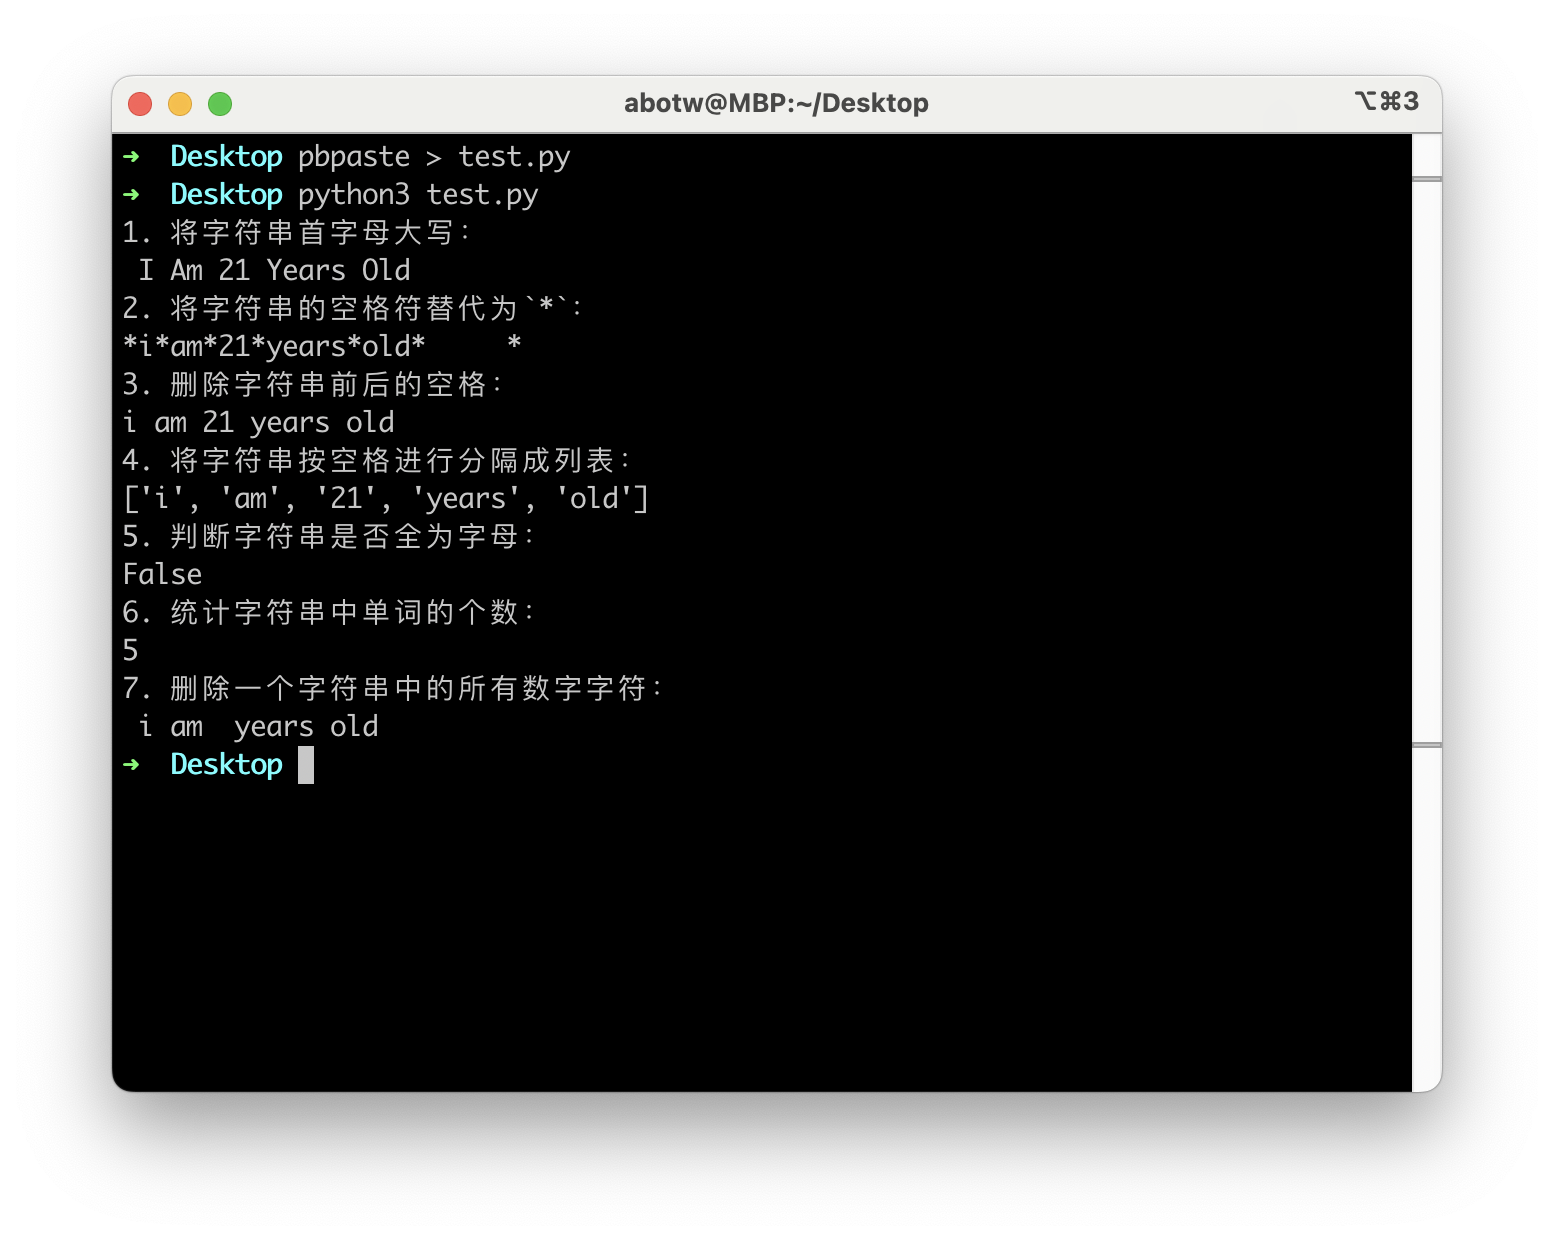 abotw@MBP:~/Desktop
⌥⌘3
➜  Desktop pbpaste > test.py
➜  Desktop python3 test.py
1. 将字符串首字母大写：
 I Am 21 Years Old
2. 将字符串的空格符替代为`*`：
*i*am*21*years*old*     *
3. 删除字符串前后的空格：
i am 21 years old
4. 将字符串按空格进行分隔成列表：
['i', 'am', '21', 'years', 'old']
5. 判断字符串是否全为字母：
False
6. 统计字符串中单词的个数：
5
7. 删除一个字符串中的所有数字字符：
 i am  years old
➜  Desktop